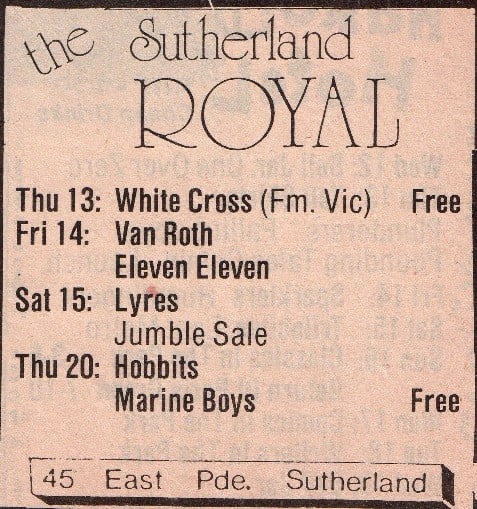 the Sutherland
ROYAL
Thu 13: White Cross (Fm. Vic) Free
Fri 14: Van Roth
Eleven Eleven
Sat 15: Lyres
Jumble Sale
Thu 20: Hobbits
Marine Boys Free
45 East Pde. Sutherland